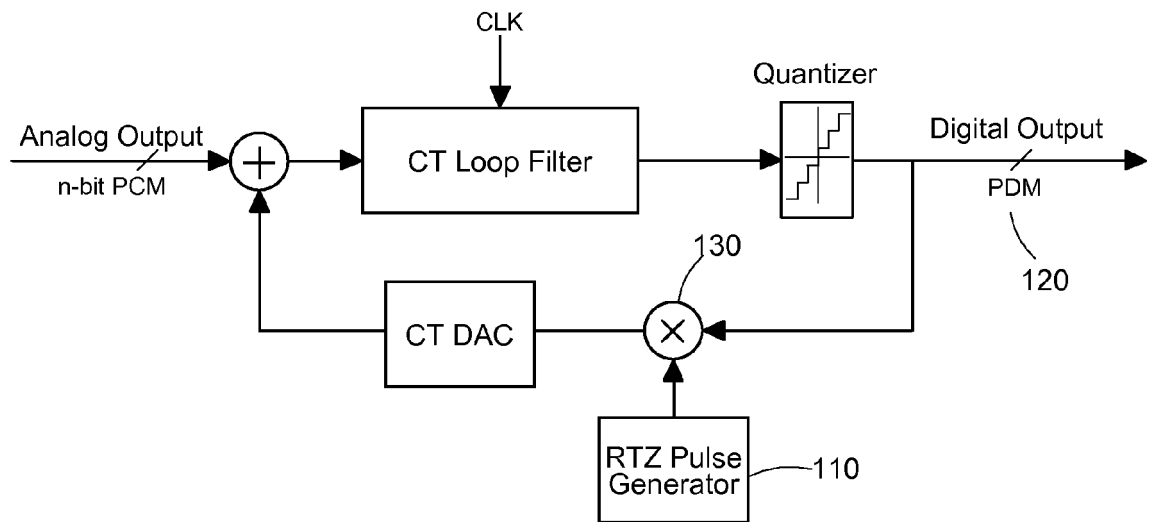 CLK
Quantizer
Analog Output
n-bit PCM
+
CT Loop Filter
Digital Output
PDM
120
130
CT DAC
×
RTZ Pulse
Generator
110